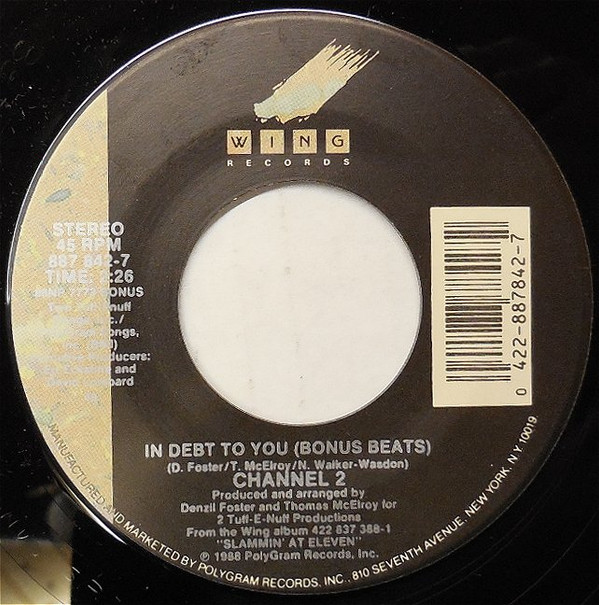 WING
RECORDS
STEREO
45 RPM
887 842-7
TIME: 2:26
BONUS
Producers:
and
0 422-887842-7
IN DEBT TO YOU (BONUS BEATS)
(D. Foster/T. McElroy/N. Walker-Wasdon)
CHANNEL 2
Produced and arranged by
Denzil Foster and Thomas McElroy for
2 Tuff-E-Nuff Productions
From the Wing album 422 837 388-1
"SLAMMIN' AT ELEVEN"
℗ 1988 PolyGram Records, Inc.
MANUFACTURED AND MARKETED BY POLYGRAM RECORDS, INC., 810 SEVENTH AVENUE, NEW YORK, N.Y. 10019